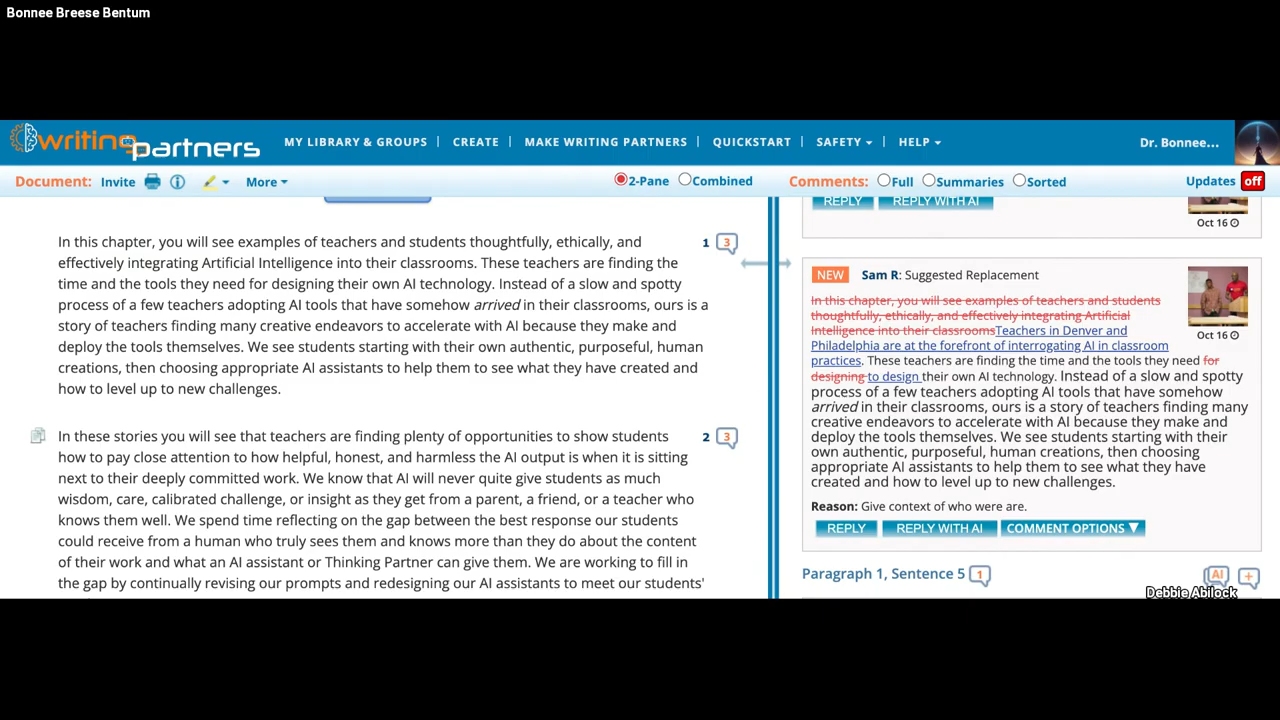 Bonnee Breese Bentum
writing partners
MY LIBRARY & GROUPS | CREATE | MAKE WRITING PARTNERS | QUICKSTART | SAFETY | HELP
Dr. Bonnee...
Document: Invite More
2-Pane Combined
Comments: Full Summaries Sorted
Updates off
In this chapter, you will see examples of teachers and students thoughtfully, ethically, and
effectively integrating Artificial Intelligence into their classrooms. These teachers are finding the
time and the tools they need for designing their own AI technology. Instead of a slow and spotty
process of a few teachers adopting AI tools that have somehow arrived in their classrooms, ours is a
story of teachers finding many creative endeavors to accelerate with AI because they make and
deploy the tools themselves. We see students starting with their own authentic, purposeful, human
creations, then choosing appropriate AI assistants to help them to see what they have created and
how to level up to new challenges.
1 3
In these stories you will see that teachers are finding plenty of opportunities to show students
how to pay close attention to how helpful, honest, and harmless the AI output is when it is sitting
next to their deeply committed work. We know that AI will never quite give students as much
wisdom, care, calibrated challenge, or insight as they get from a parent, a friend, or a teacher who
knows them well. We spend time reflecting on the gap between the best response our students
could receive from a human who truly sees them and knows more than they do about the content
of their work and what an AI assistant or Thinking Partner can give them. We are working to fill in
the gap by continually revising our prompts and redesigning our AI assistants to meet our students'
2 3
REPLY REPLY WITH AI
Oct 16
NEW Sam R: Suggested Replacement
In this chapter, you will see examples of teachers and students
thoughtfully, ethically, and effectively integrating Artificial
Intelligence into their classroomsTeachers in Denver and
Philadelphia are at the forefront of interrogating AI in classroom
practices. These teachers are finding the time and the tools they need for
designing to design their own AI technology. Instead of a slow and spotty
process of a few teachers adopting AI tools that have somehow
arrived in their classrooms, ours is a story of teachers finding many
creative endeavors to accelerate with AI because they make and
deploy the tools themselves. We see students starting with their
own authentic, purposeful, human creations, then choosing
appropriate AI assistants to help them to see what they have
created and how to level up to new challenges.
Oct 16
Reason: Give context of who were are.
REPLY REPLY WITH AI COMMENT OPTIONS ▼
Paragraph 1, Sentence 5 1
AI +
Debbie Abilock